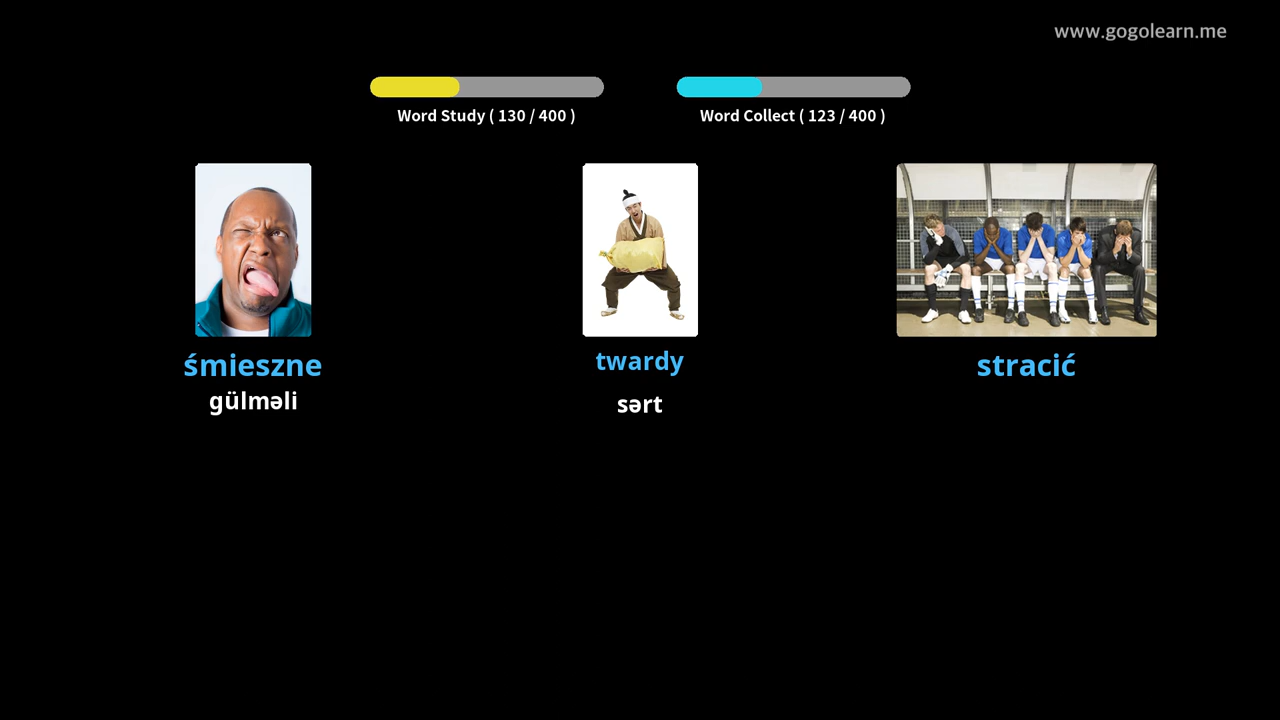 www.gogolearn.me
Word Study ( 130 / 400 )
Word Collect ( 123 / 400 )
śmieszne
gülməli
twardy
sərt
stracić